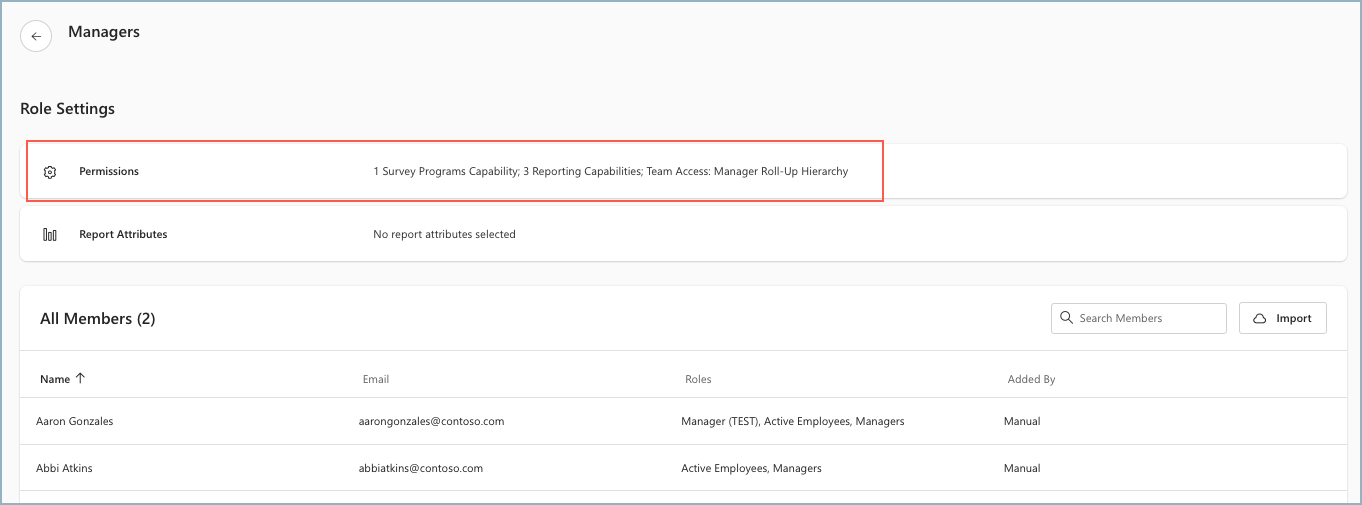 Managers
Role Settings
Permissions 1 Survey Programs Capability; 3 Reporting Capabilities; Team Access: Manager Roll-Up Hierarchy
Report Attributes No report attributes selected
All Members (2) Search Members Import
Name Email Roles Added By
Aaron Gonzales aarongonzales@contoso.com Manager (TEST), Active Employees, Managers Manual
Abbi Atkins abbiatkins@contoso.com Active Employees, Managers Manual